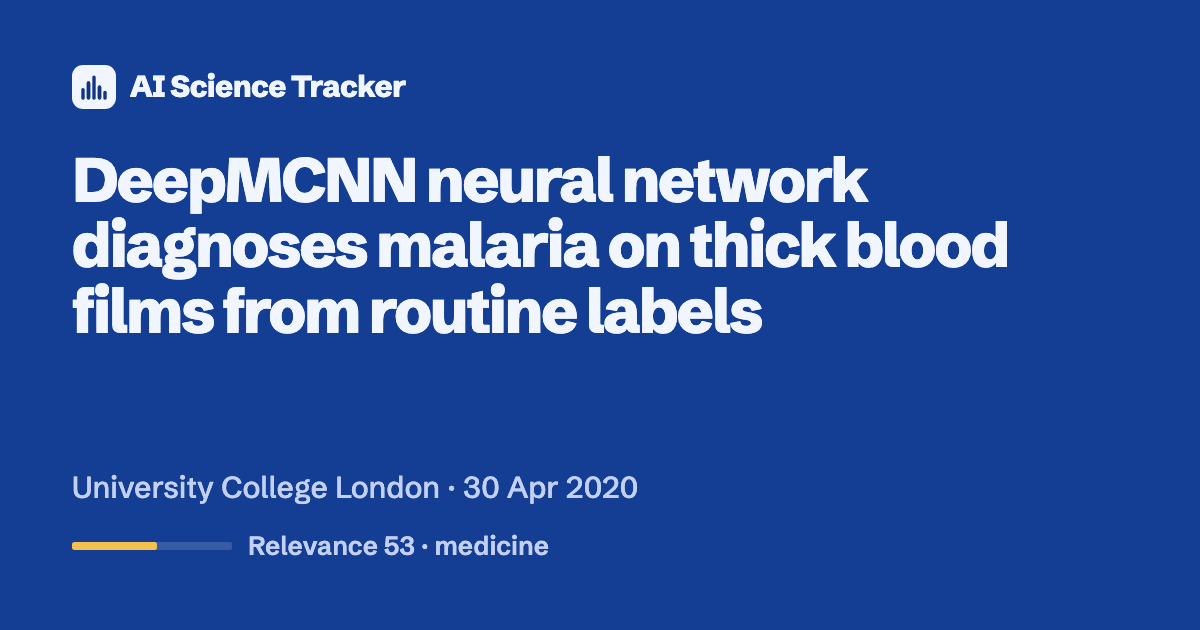 AI Science Tracker
DeepMCNN neural network
diagnoses malaria on thick blood
films from routine labels
University College London · 30 Apr 2020
Relevance 53 · medicine